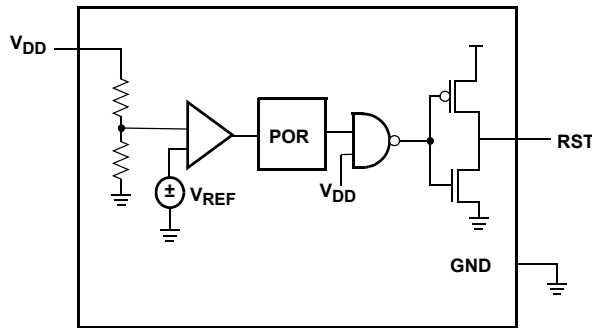 VDD
POR
VREF
VDD
RST
GND